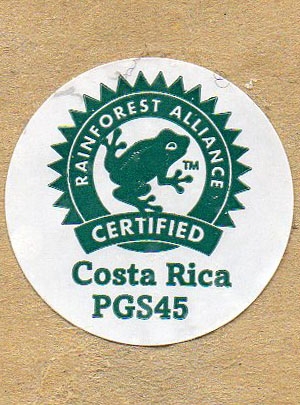 RAINFOREST ALLIANCE
TM
CERTIFIED
Costa Rica
PGS45